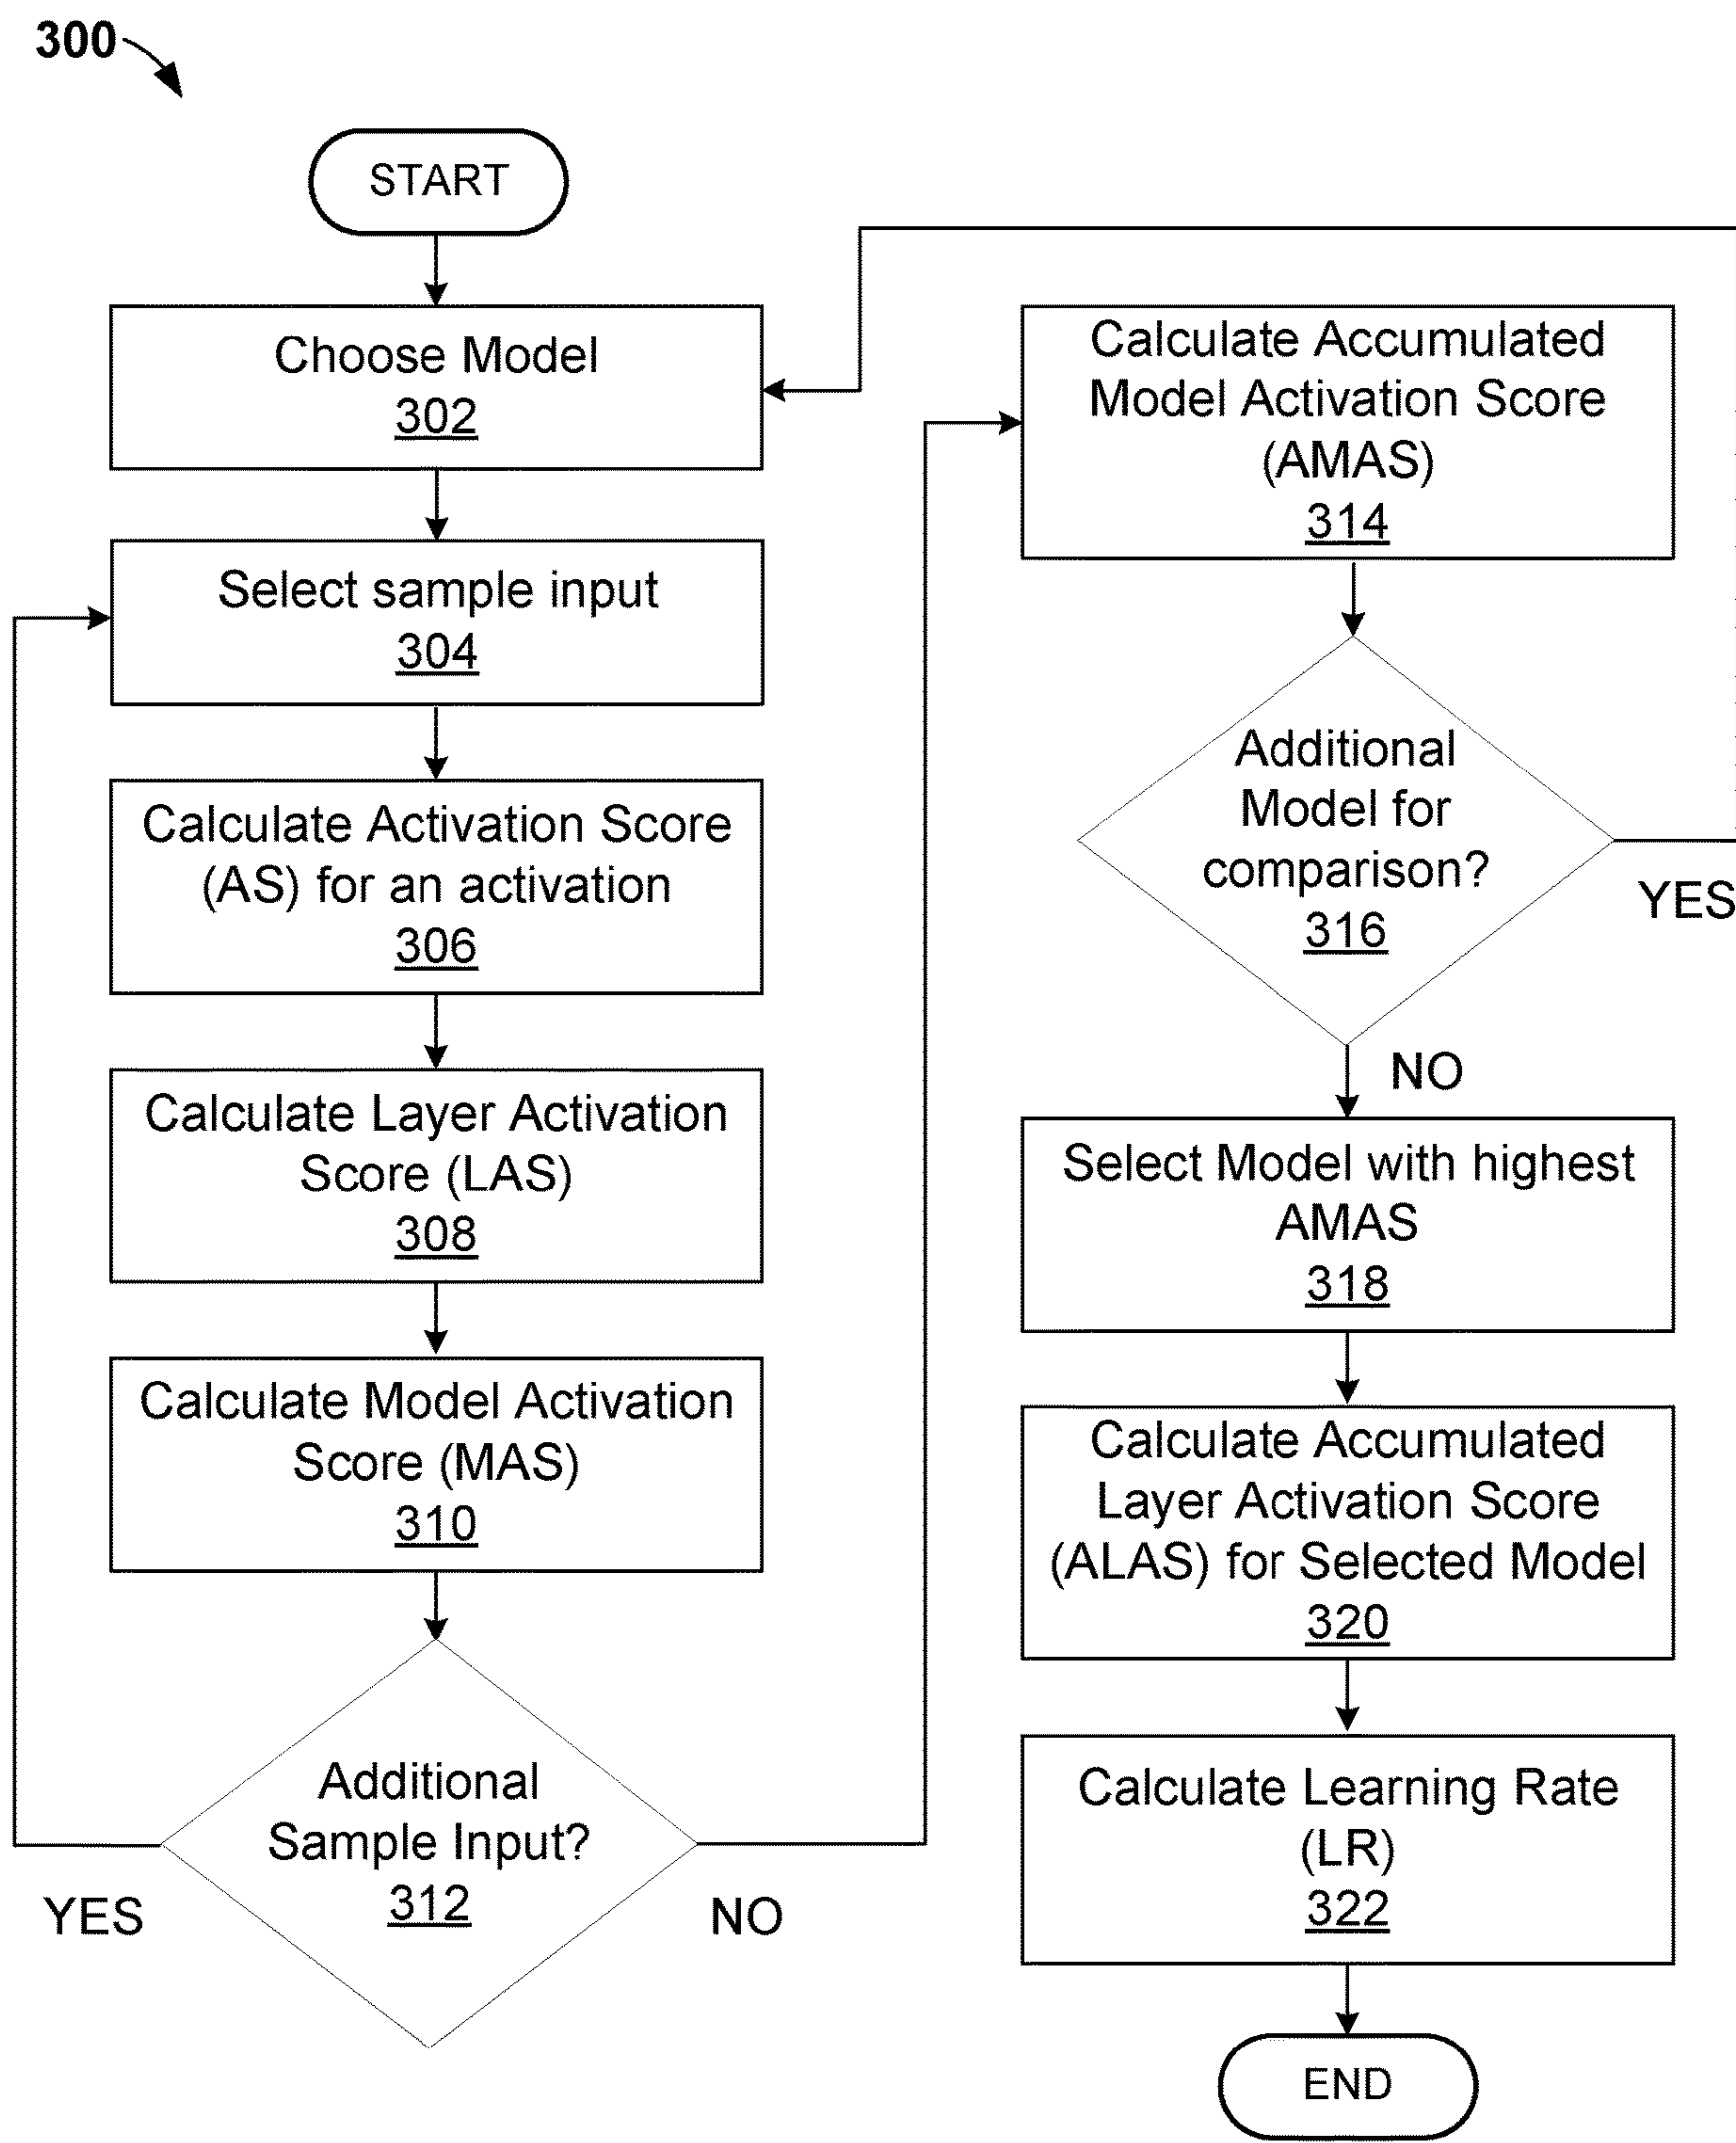 300
START
Choose Model
302
Select sample input
304
Calculate Activation Score
(AS) for an activation
306
Calculate Layer Activation
Score (LAS)
308
Calculate Model Activation
Score (MAS)
310
Additional
Sample Input?
312
YES
NO
Calculate Accumulated
Model Activation Score
(AMAS)
314
Additional
Model for
comparison?
316
YES
NO
Select Model with highest
AMAS
318
Calculate Accumulated
Layer Activation Score
(ALAS) for Selected Model
320
Calculate Learning Rate
(LR)
322
END